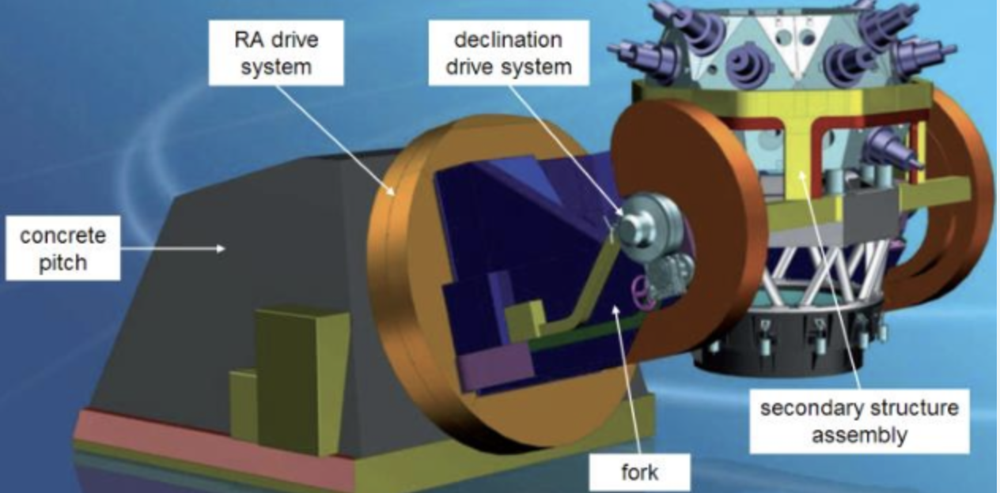 RA drive
system
declination
drive system
concrete
pitch
secondary structure
assembly
fork